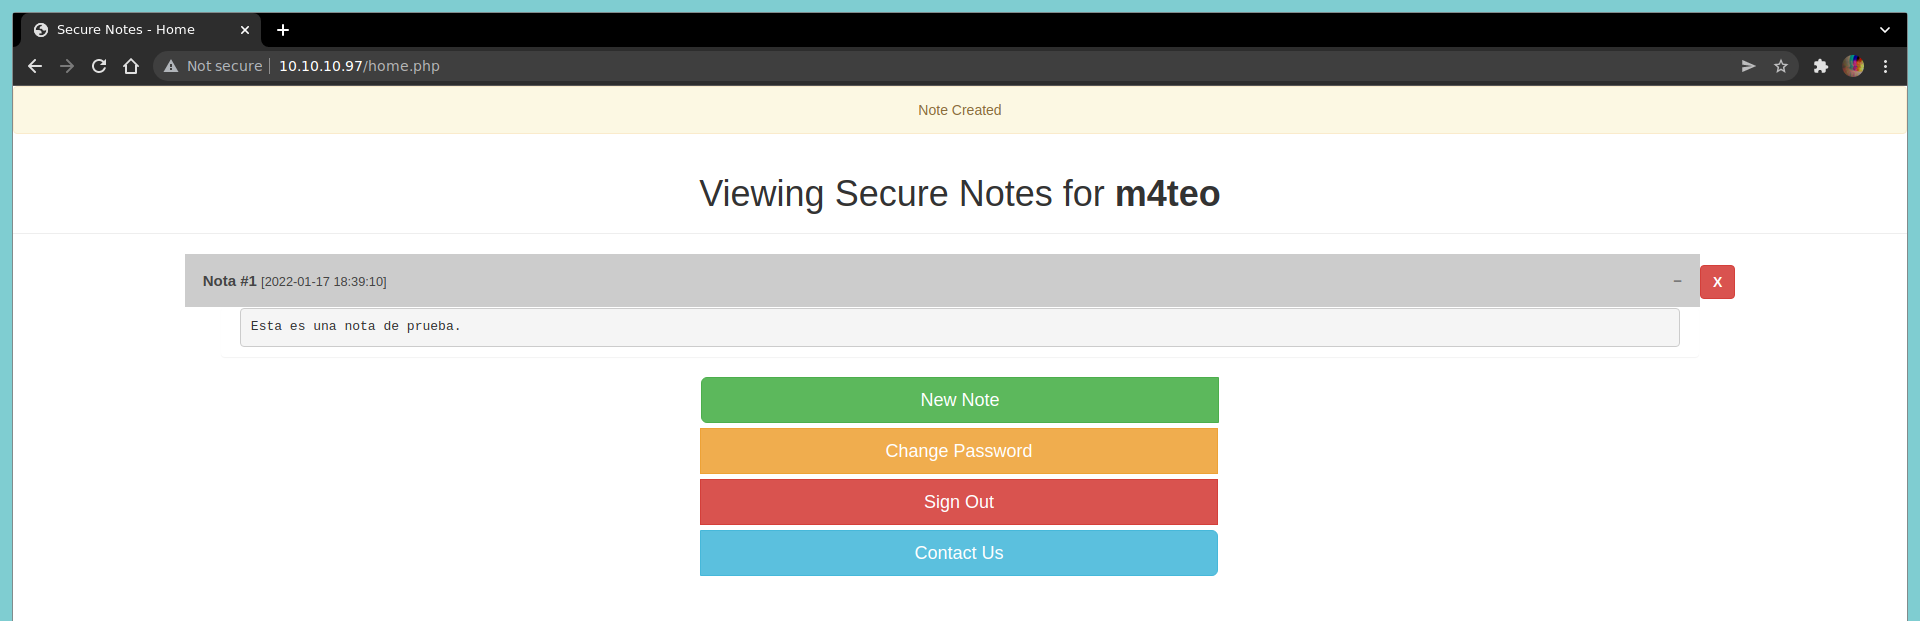 Secure Notes - Home
Not secure | 10.10.10.97/home.php
Note Created
Viewing Secure Notes for m4teo
Nota #1 [2022-01-17 18:39:10] − X
Esta es una nota de prueba.
New Note
Change Password
Sign Out
Contact Us